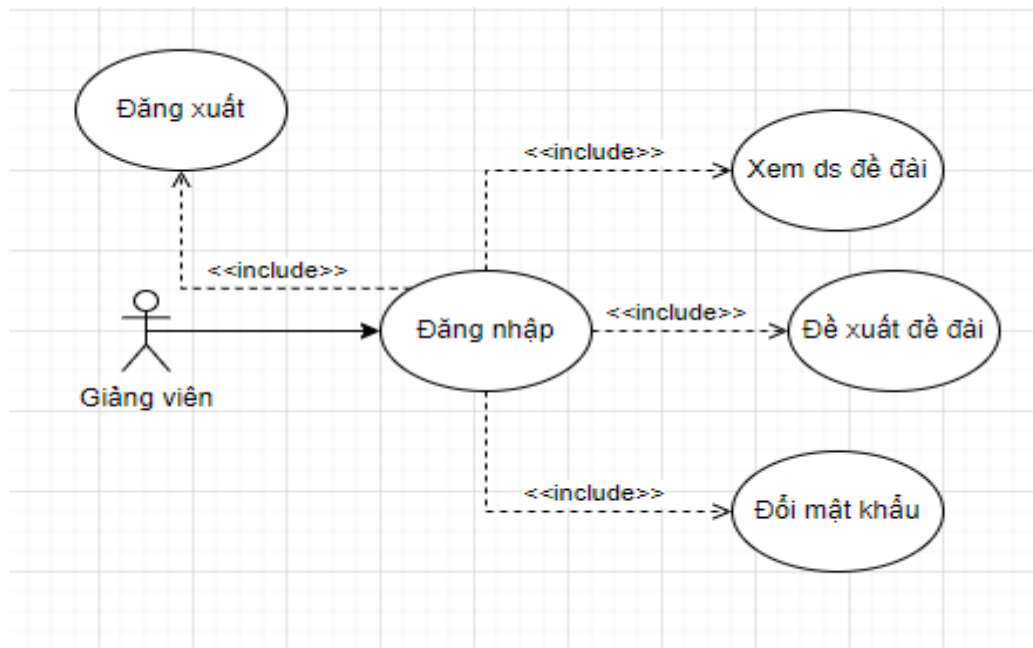 Đăng xuất
<<include>>
Xem ds đề đài
<<include>>
Đăng nhập
<<include>>
Đề xuất đề đài
Giảng viên
<<include>>
Đổi mật khẩu